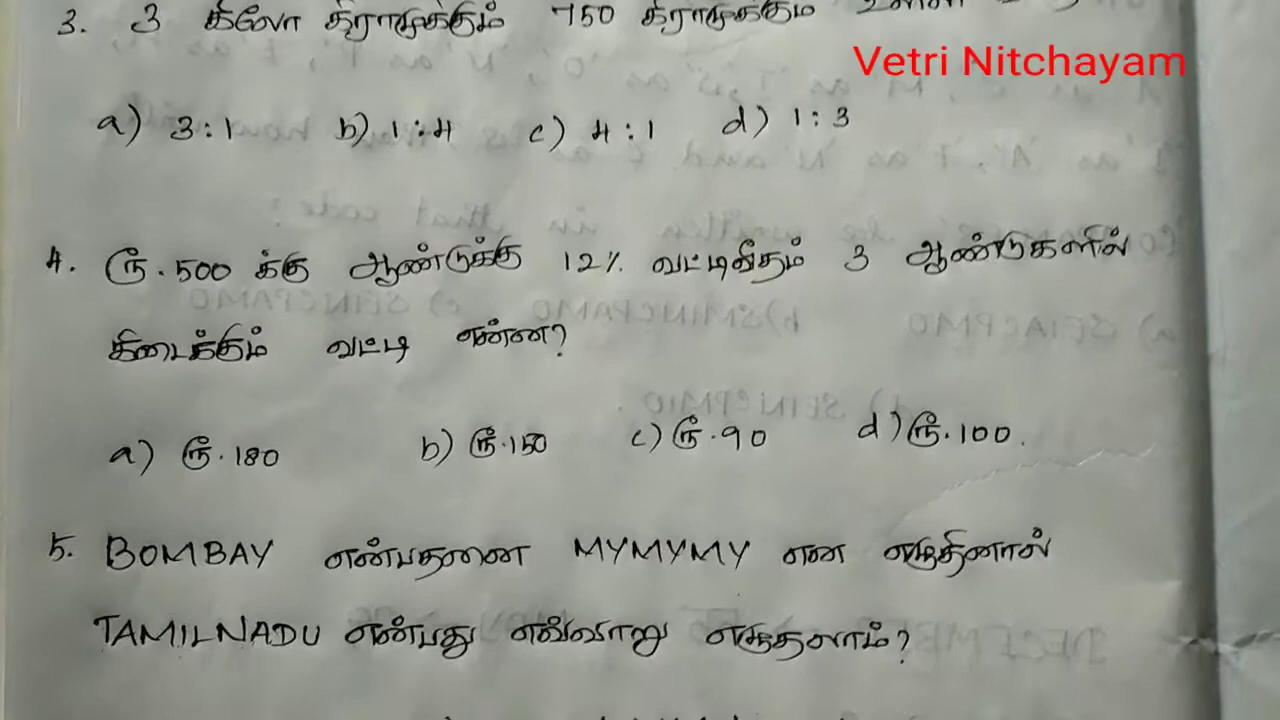 3. 3 கிலோ கிராமுக்கும் 750 கிராமுக்கும்
Vetri Nitchayam
a) 3:1 b) 1:4 c) 4:1 d) 1:3
4. ரூ.500 க்கு ஆண்டுக்கு 12% வட்டிவீதம் 3 ஆண்டுகளில்
கிடைக்கும் வட்டி என்ன?
a) ரூ.180 b) ரூ.150 c) ரூ.90 d) ரூ.100.
5. BOMBAY என்பதனை MYMYMY என எழுதினால்
TAMILNADU என்பது எவ்வாறு எழுதலாம்?